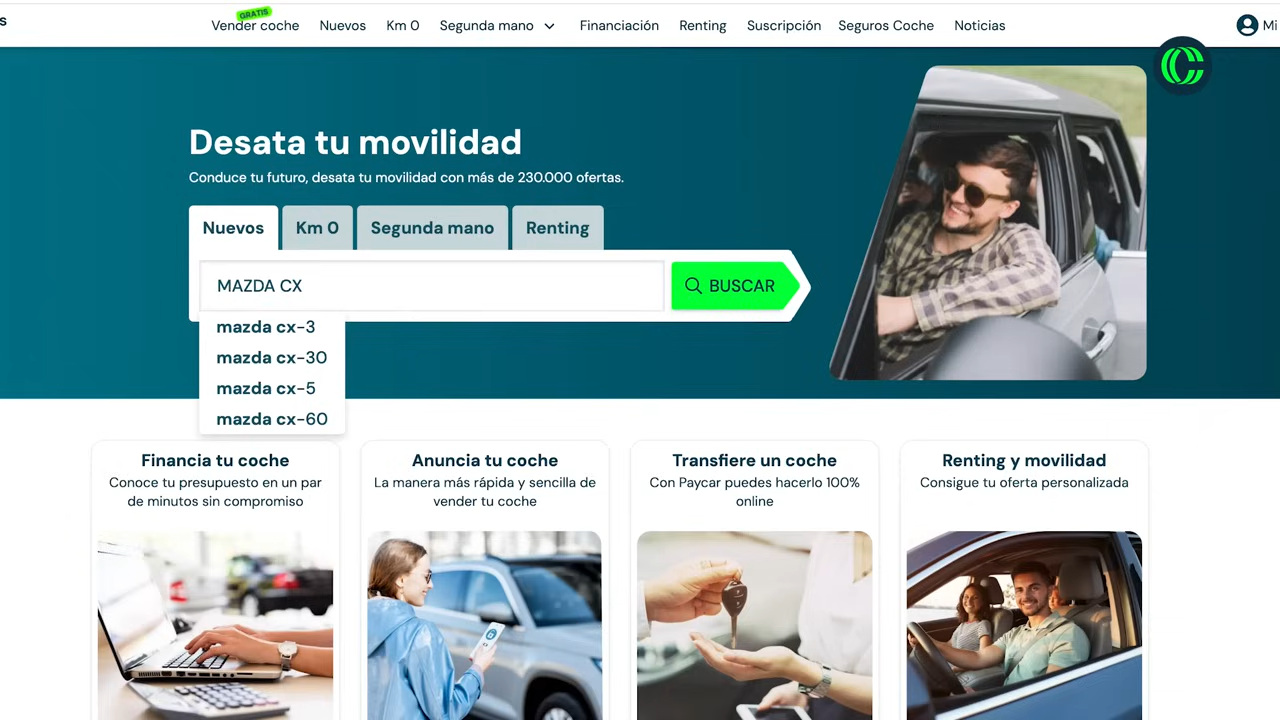 s
GRATIS
Vender coche Nuevos Km 0 Segunda mano Financiación Renting Suscripción Seguros Coche Noticias Mi
Desata tu movilidad
Conduce tu futuro, desata tu movilidad con más de 230.000 ofertas.
Nuevos Km 0 Segunda mano Renting
MAZDA CX BUSCAR
mazda cx-3
mazda cx-30
mazda cx-5
mazda cx-60
Financia tu coche
Conoce tu presupuesto en un par
de minutos sin compromiso
Anuncia tu coche
La manera más rápida y sencilla de
vender tu coche
Transfiere un coche
Con Paycar puedes hacerlo 100%
online
Renting y movilidad
Consigue tu oferta personalizada